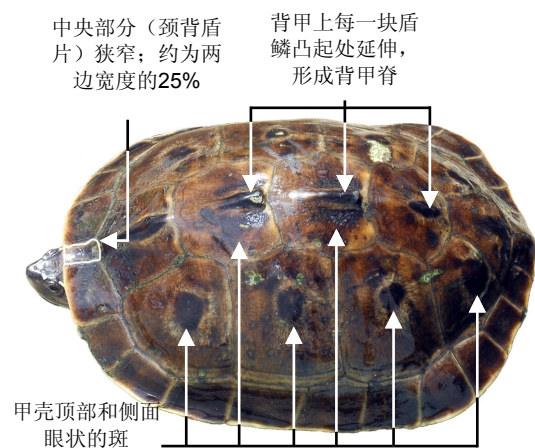 中央部分（颈背盾
片）狭窄；约为两
边宽度的25%
背甲上每一块盾
鳞凸起处延伸，
形成背甲脊
甲壳顶部和侧面
眼状的斑